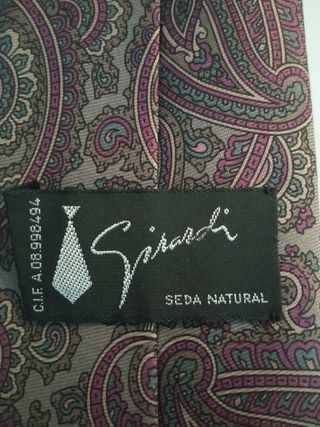 C.I.F. A.08.998494
Girardi
SEDA NATURAL